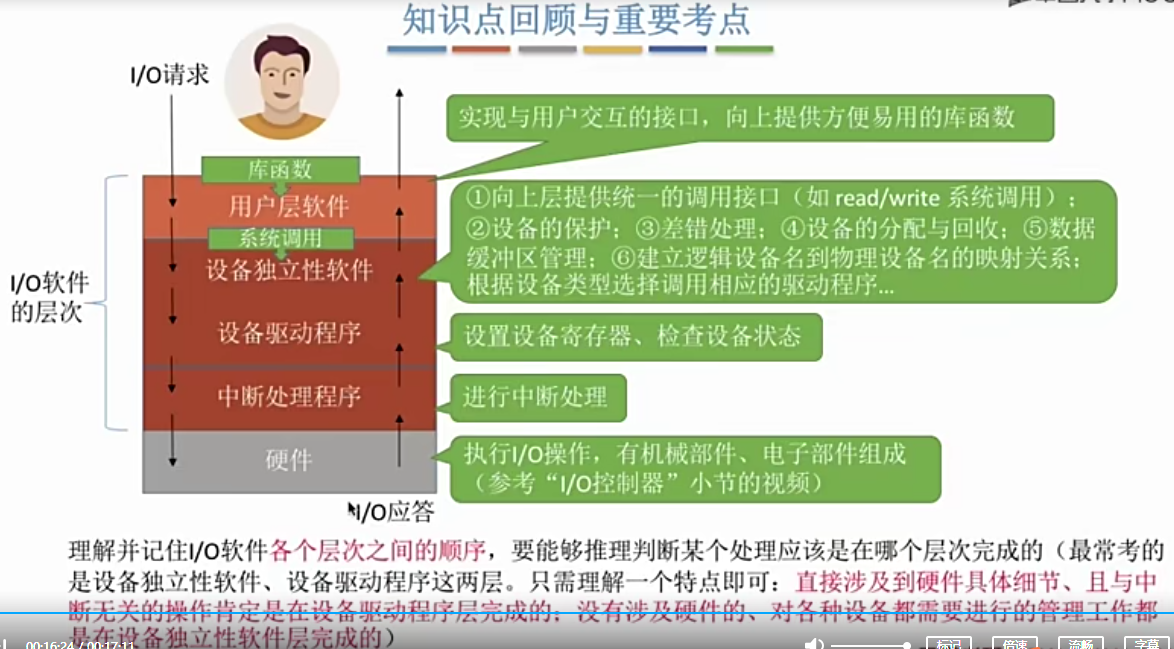 知识点回顾与重要考点
I/O请求
实现与用户交互的接口，向上提供方便易用的库函数
库函数
用户层软件
系统调用
设备独立性软件
①向上层提供统一的调用接口（如 read/write 系统调用）；
②设备的保护；③差错处理；④设备的分配与回收；⑤数据
缓冲区管理；⑥建立逻辑设备名到物理设备名的映射关系；
根据设备类型选择调用相应的驱动程序...
I/O软件
的层次
设备驱动程序
设置设备寄存器、检查设备状态
中断处理程序
进行中断处理
硬件
执行I/O操作，有机械部件、电子部件组成
（参考“I/O控制器”小节的视频）
I/O应答
理解并记住I/O软件各个层次之间的顺序，要能够推理判断某个处理应该是在哪个层次完成的（最常考的
是设备独立性软件、设备驱动程序这两层。只需理解一个特点即可：直接涉及到硬件具体细节、且与中
断无关的操作肯定是在设备驱动程序层完成的；没有涉及硬件的、对各种设备都需要进行的管理工作都
是在设备独立性软件层完成的）
00:16:24 / 00:17:11
标记
倍速
流畅
字幕